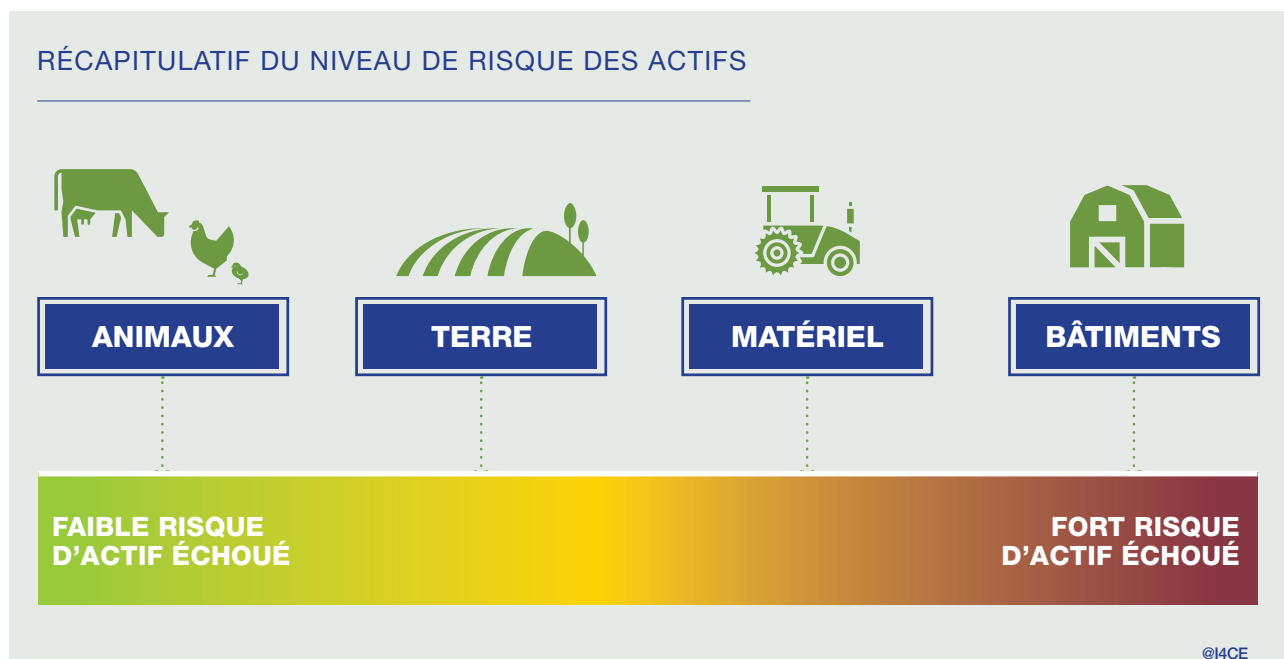 RÉCAPITULATIF DU NIVEAU DE RISQUE DES ACTIFS
ANIMAUX
TERRE
MATÉRIEL
BÂTIMENTS
FAIBLE RISQUE
D'ACTIF ÉCHOUÉ
FORT RISQUE
D'ACTIF ÉCHOUÉ
@I4CE